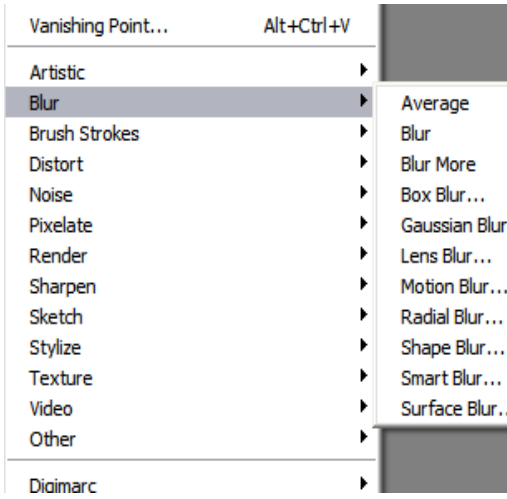 Vanishing Point... Alt+Ctrl+V
Artistic
Blur
Brush Strokes
Distort
Noise
Pixelate
Render
Sharpen
Sketch
Stylize
Texture
Video
Other
Digimarc
Average
Blur
Blur More
Box Blur...
Gaussian Blur
Lens Blur...
Motion Blur...
Radial Blur...
Shape Blur...
Smart Blur...
Surface Blur..